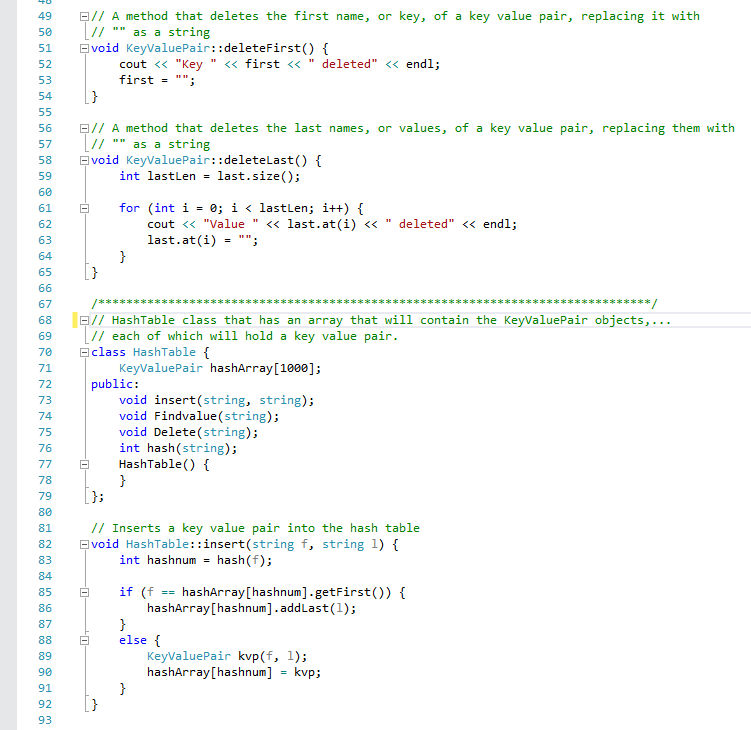 48
49 // A method that deletes the first name, or key, of a key value pair, replacing it with
50 // "" as a string
51 void KeyValuePair::deleteFirst() {
52     cout << "Key " << first << " deleted" << endl;
53     first = "";
54 }
55
56 // A method that deletes the last names, or values, of a key value pair, replacing them with
57 // "" as a string
58 void KeyValuePair::deleteLast() {
59     int lastLen = last.size();
60
61     for (int i = 0; i < lastLen; i++) {
62         cout << "Value " << last.at(i) << " deleted" << endl;
63         last.at(i) = "";
64     }
65 }
66
67 /*******************************************************************************/
68 // HashTable class that has an array that will contain the KeyValuePair objects,...
69 // each of which will hold a key value pair.
70 class HashTable {
71     KeyValuePair hashArray[1000];
72 public:
73     void insert(string, string);
74     void Findvalue(string);
75     void Delete(string);
76     int hash(string);
77     HashTable() {
78     }
79 };
80
81 // Inserts a key value pair into the hash table
82 void HashTable::insert(string f, string l) {
83     int hashnum = hash(f);
84
85     if (f == hashArray[hashnum].getFirst()) {
86         hashArray[hashnum].addLast(l);
87     }
88     else {
89         KeyValuePair kvp(f, l);
90         hashArray[hashnum] = kvp;
91     }
92 }
93